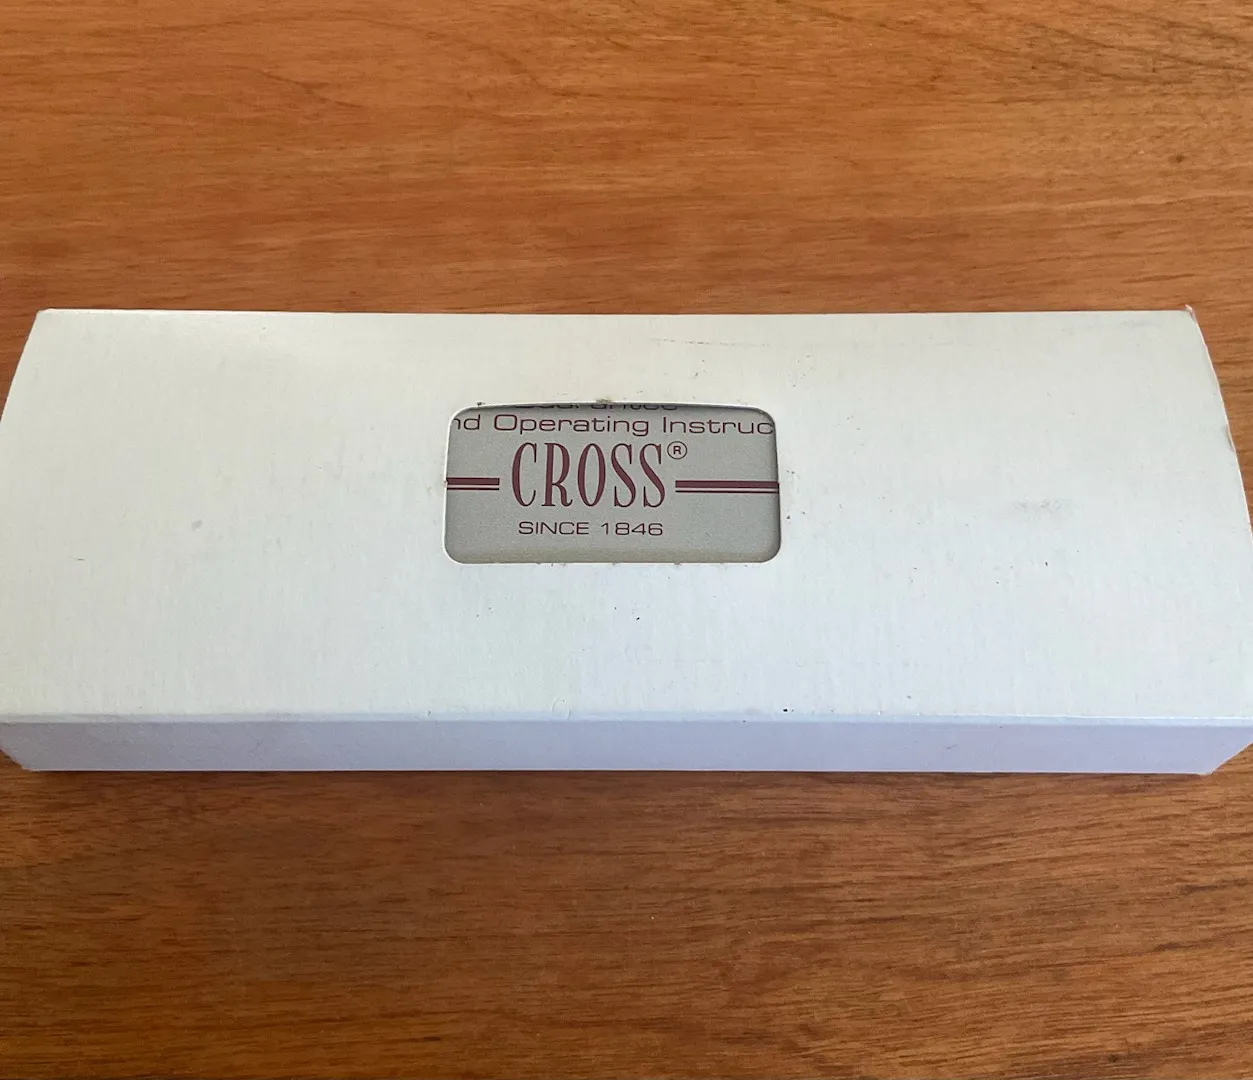 nd Operating Instruc
CROSS®
SINCE 1846